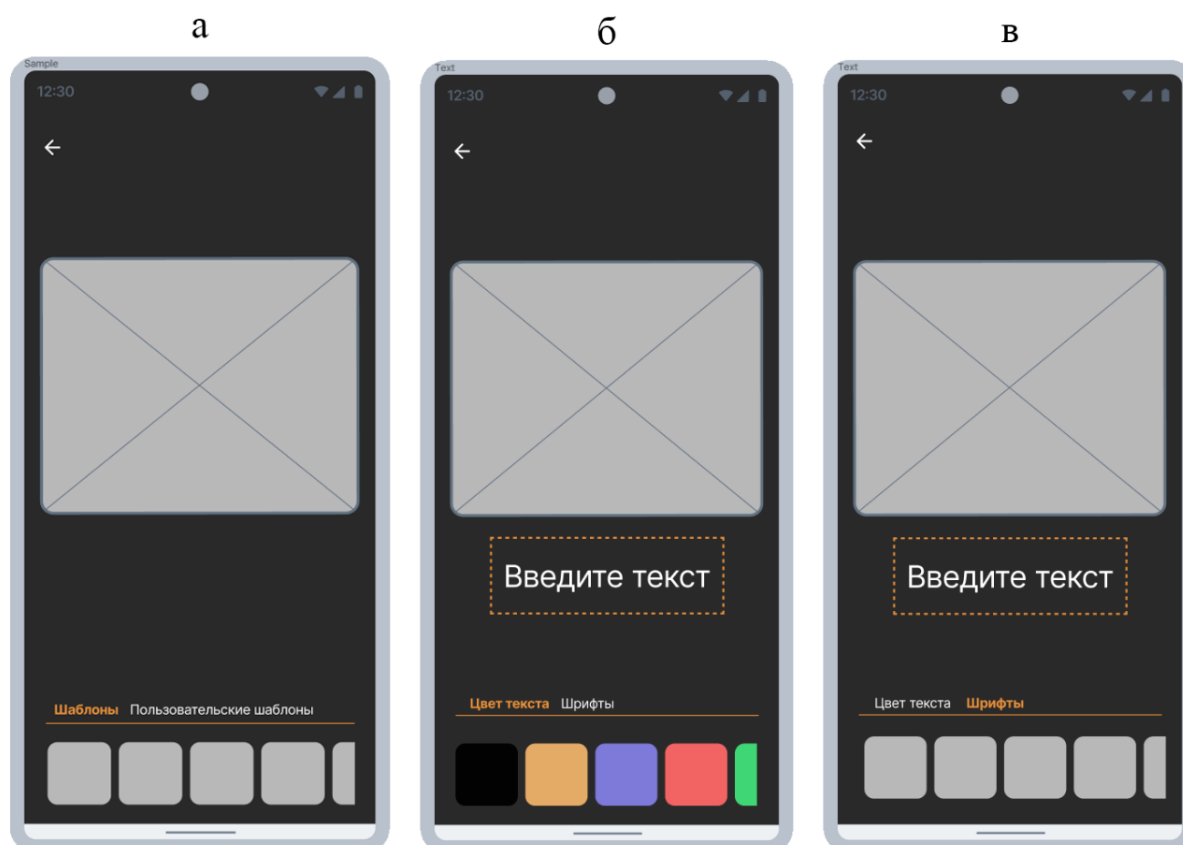 а
Sample
12:30
Шаблоны Пользовательские шаблоны
б
Text
12:30
Введите текст
Цвет текста Шрифты
в
Text
12:30
Введите текст
Цвет текста Шрифты